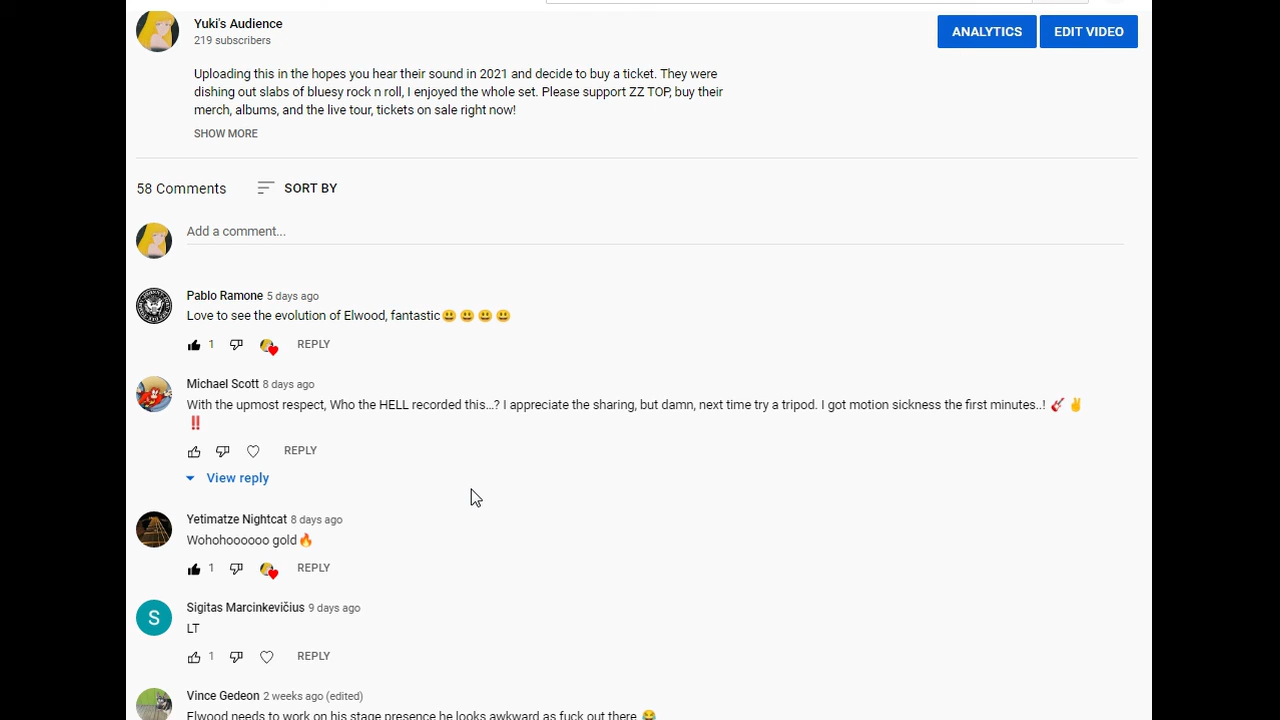 Yuki's Audience
219 subscribers
ANALYTICS
EDIT VIDEO
Uploading this in the hopes you hear their sound in 2021 and decide to buy a ticket. They were
dishing out slabs of bluesy rock n roll, I enjoyed the whole set. Please support ZZ TOP, buy their
merch, albums, and the live tour, tickets on sale right now!
SHOW MORE
58 Comments
SORT BY
Add a comment...
Pablo Ramone 5 days ago
Love to see the evolution of Elwood, fantastic😃 😃 😃 😃
1 REPLY
Michael Scott 8 days ago
With the upmost respect, Who the HELL recorded this...? I appreciate the sharing, but damn, next time try a tripod. I got motion sickness the first minutes..! 🎸 ✌
‼
REPLY
View reply
Yetimatze Nightcat 8 days ago
Wohohoooooo gold🔥
1 REPLY
S
Sigitas Marcinkevičius 9 days ago
LT
1 REPLY
Vince Gedeon 2 weeks ago (edited)
Elwood needs to work on his stage presence he looks awkward as fuck out there 😂